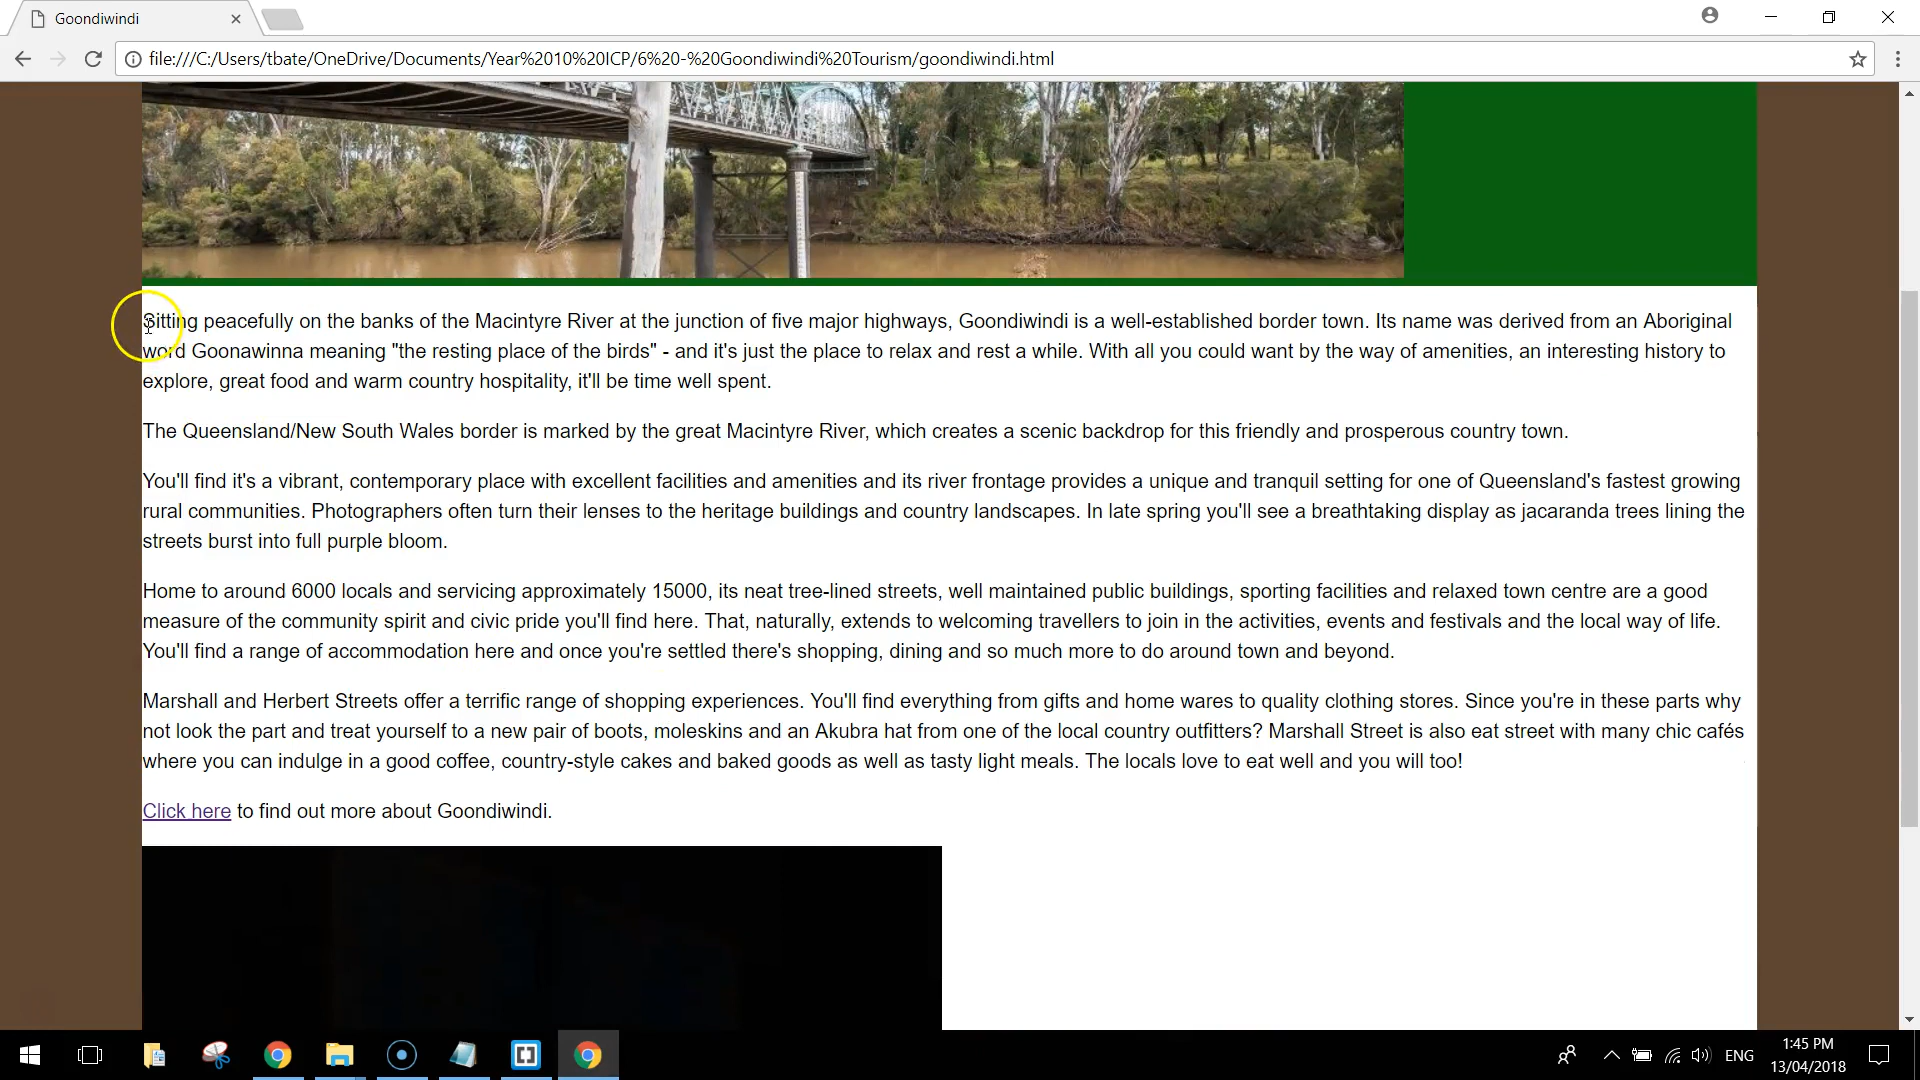 Goondiwindi
file:///C:/Users/tbate/OneDrive/Documents/Year%2010%20ICP/6%20-%20Goondiwindi%20Tourism/goondiwindi.html
Sitting peacefully on the banks of the Macintyre River at the junction of five major highways, Goondiwindi is a well-established border town. Its name was derived from an Aboriginal
word Goonawinna meaning "the resting place of the birds" - and it's just the place to relax and rest a while. With all you could want by the way of amenities, an interesting history to
explore, great food and warm country hospitality, it'll be time well spent.
The Queensland/New South Wales border is marked by the great Macintyre River, which creates a scenic backdrop for this friendly and prosperous country town.
You'll find it's a vibrant, contemporary place with excellent facilities and amenities and its river frontage provides a unique and tranquil setting for one of Queensland's fastest growing
rural communities. Photographers often turn their lenses to the heritage buildings and country landscapes. In late spring you'll see a breathtaking display as jacaranda trees lining the
streets burst into full purple bloom.
Home to around 6000 locals and servicing approximately 15000, its neat tree-lined streets, well maintained public buildings, sporting facilities and relaxed town centre are a good
measure of the community spirit and civic pride you'll find here. That, naturally, extends to welcoming travellers to join in the activities, events and festivals and the local way of life.
You'll find a range of accommodation here and once you're settled there's shopping, dining and so much more to do around town and beyond.
Marshall and Herbert Streets offer a terrific range of shopping experiences. You'll find everything from gifts and home wares to quality clothing stores. Since you're in these parts why
not look the part and treat yourself to a new pair of boots, moleskins and an Akubra hat from one of the local country outfitters? Marshall Street is also eat street with many chic cafés
where you can indulge in a good coffee, country-style cakes and baked goods as well as tasty light meals. The locals love to eat well and you will too!
Click here to find out more about Goondiwindi.
ENG
1:45 PM
13/04/2018